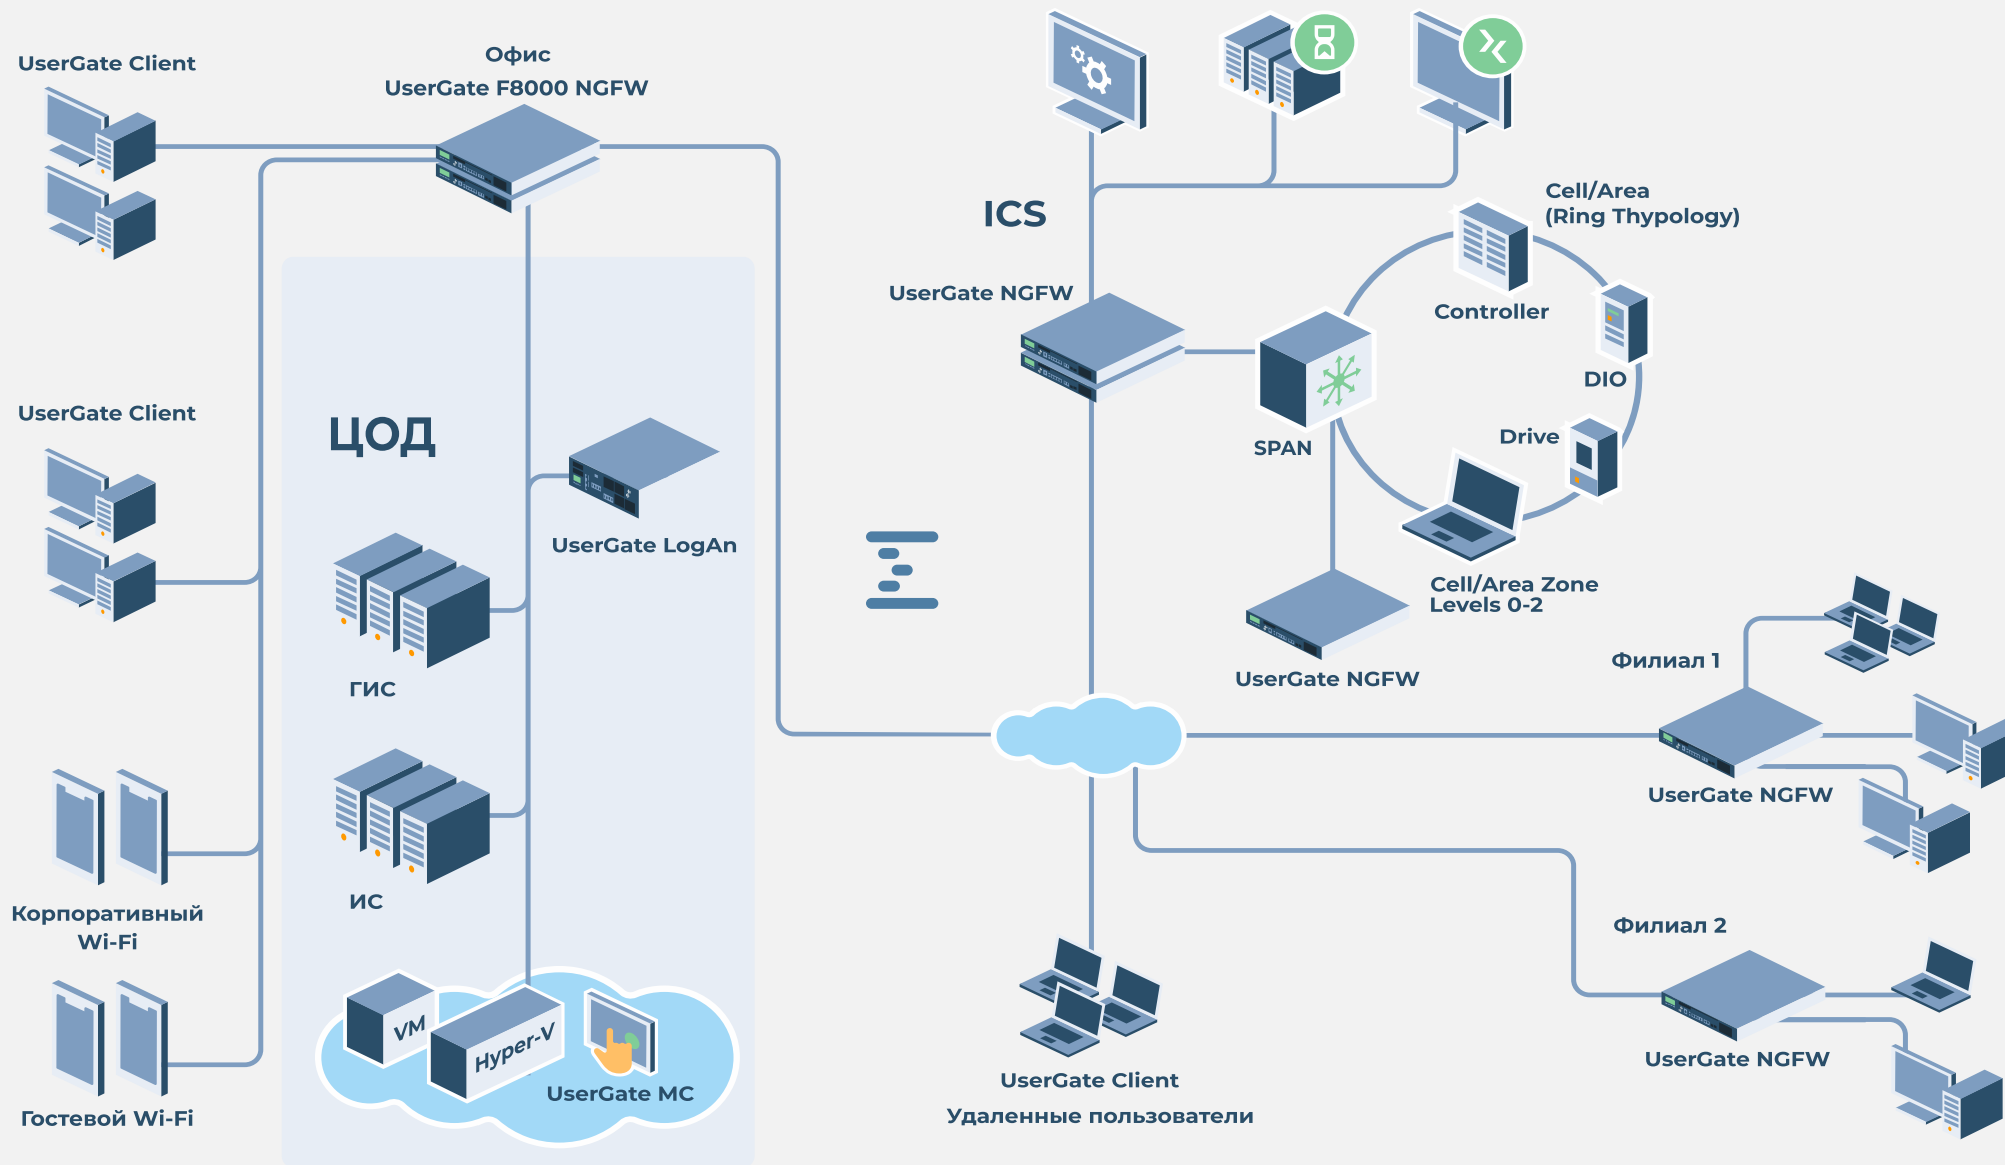 UserGate Client
Офис
UserGate F8000 NGFW
UserGate Client
ЦОД
UserGate LogAn
ГИС
ИС
Корпоративный
Wi-Fi
Гостевой Wi-Fi
VM
Hyper-V
UserGate MC
ICS
UserGate NGFW
Cell/Area
(Ring Thypology)
Controller
DIO
Drive
SPAN
Cell/Area Zone
Levels 0-2
UserGate NGFW
Филиал 1
UserGate NGFW
Филиал 2
UserGate NGFW
UserGate Client
Удаленные пользователи